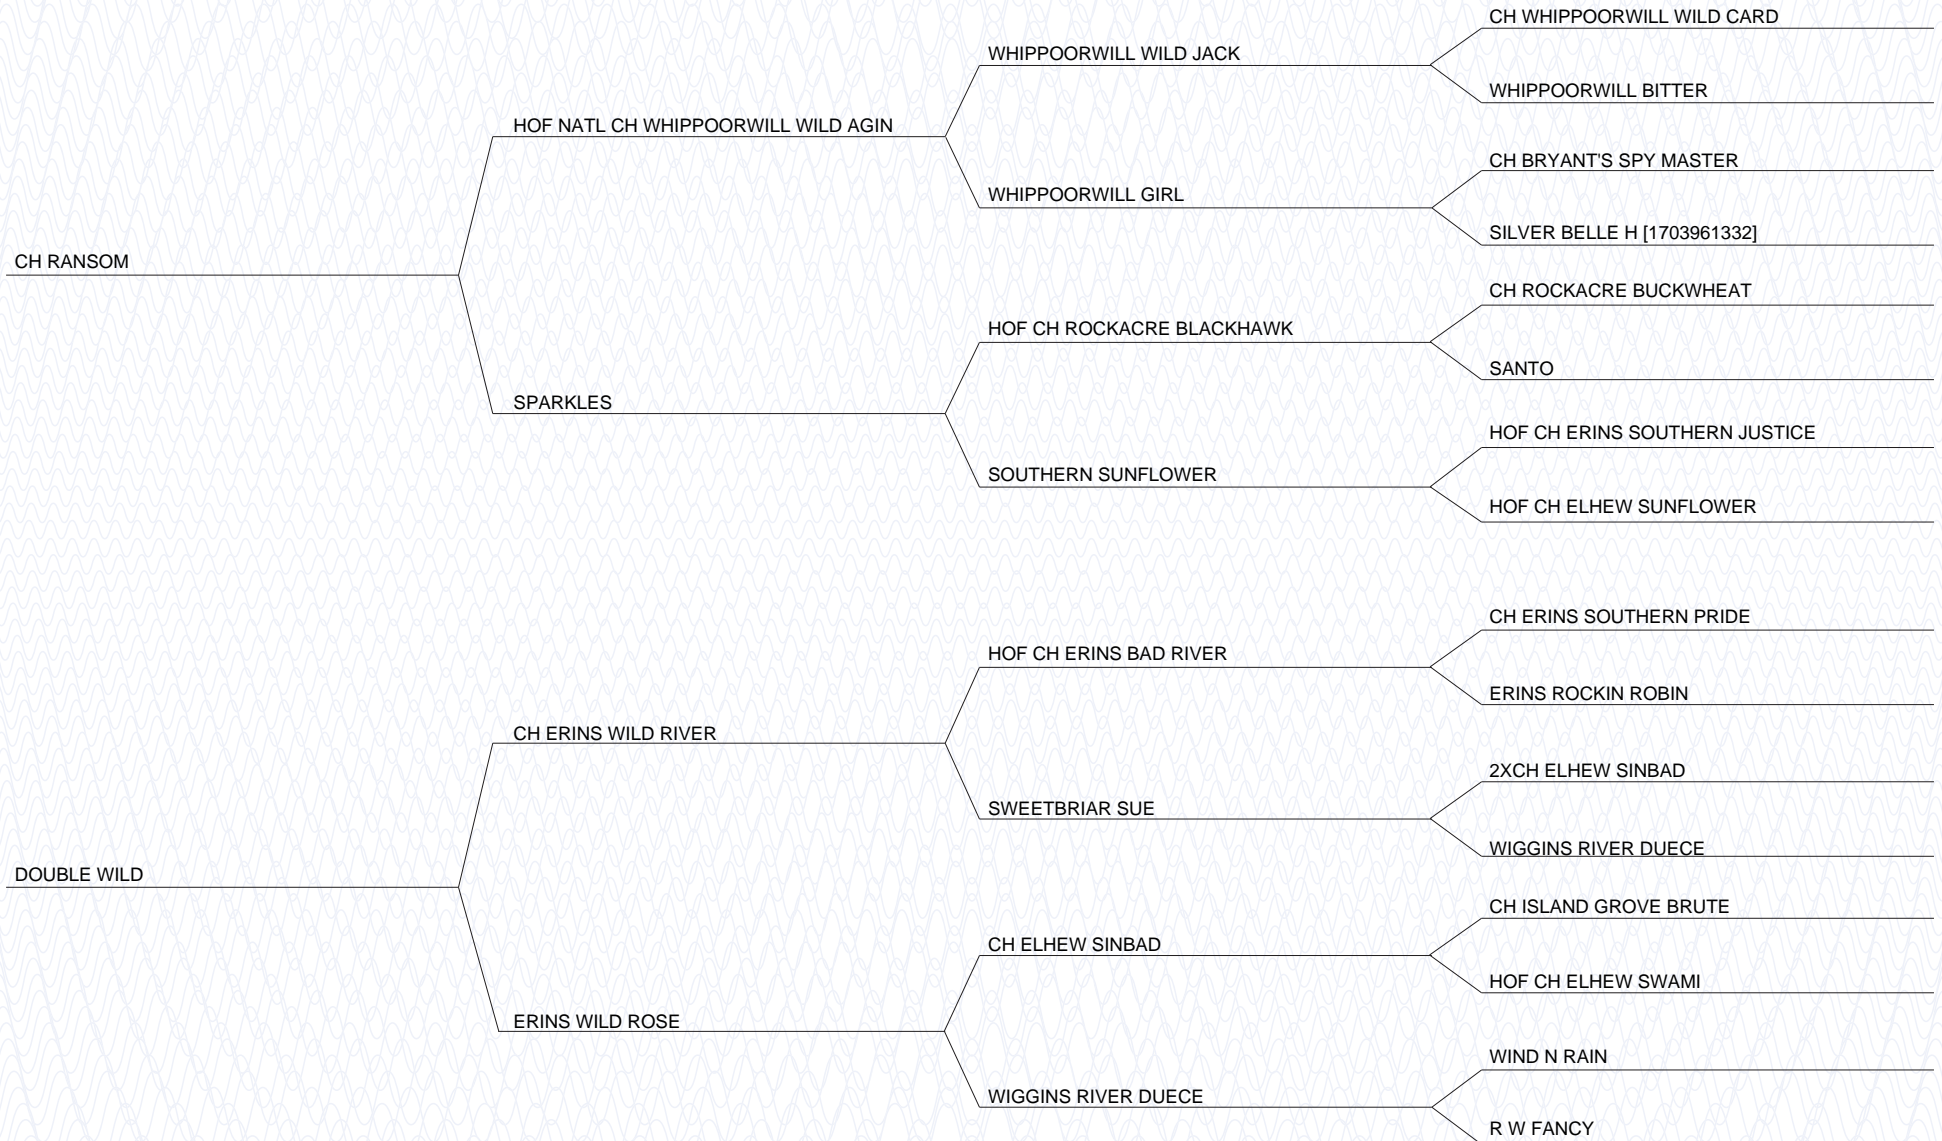 CH WHIPPOORWILL WILD CARD
WHIPPOORWILL WILD JACK
WHIPPOORWILL BITTER
HOF NATL CH WHIPPOORWILL WILD AGIN
CH BRYANT'S SPY MASTER
WHIPPOORWILL GIRL
SILVER BELLE H [1703961332]
CH RANSOM
CH ROCKACRE BUCKWHEAT
HOF CH ROCKACRE BLACKHAWK
SANTO
SPARKLES
HOF CH ERINS SOUTHERN JUSTICE
SOUTHERN SUNFLOWER
HOF CH ELHEW SUNFLOWER
CH ERINS SOUTHERN PRIDE
HOF CH ERINS BAD RIVER
ERINS ROCKIN ROBIN
CH ERINS WILD RIVER
2XCH ELHEW SINBAD
SWEETBRIAR SUE
WIGGINS RIVER DUECE
DOUBLE WILD
CH ISLAND GROVE BRUTE
CH ELHEW SINBAD
HOF CH ELHEW SWAMI
ERINS WILD ROSE
WIND N RAIN
WIGGINS RIVER DUECE
R W FANCY